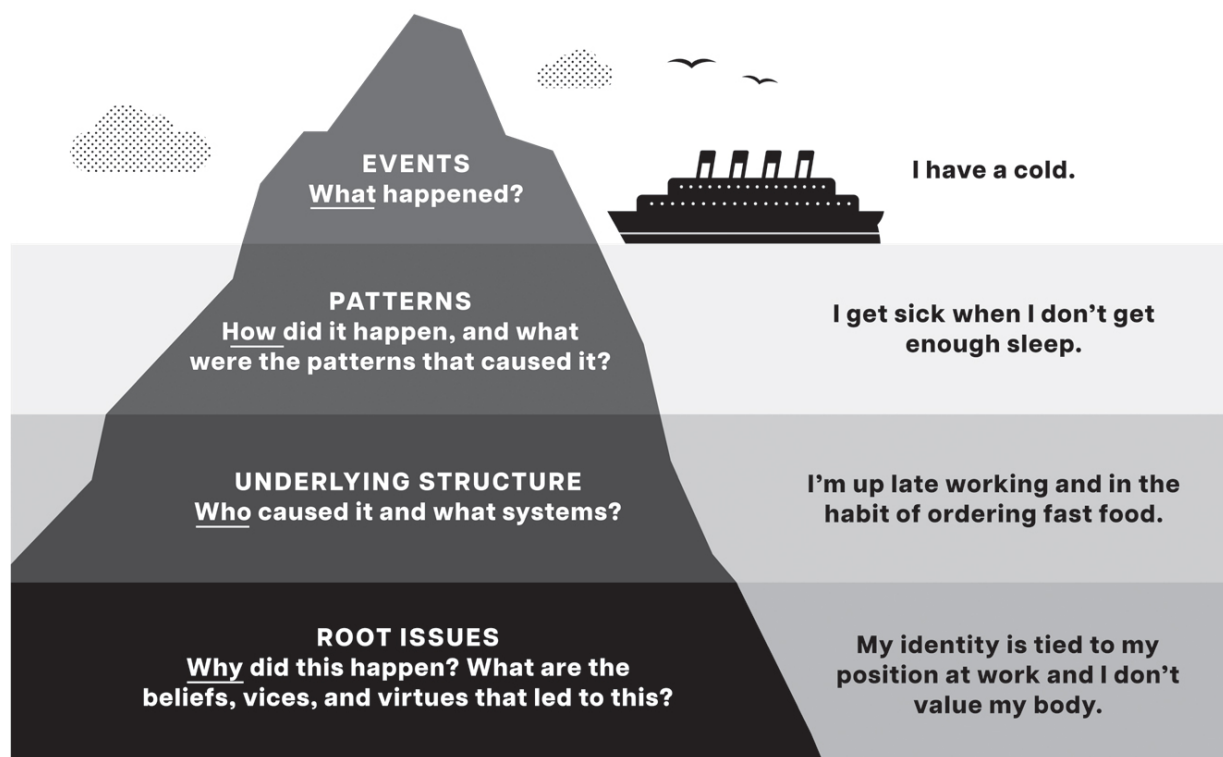 EVENTS
What happened?
I have a cold.
PATTERNS
How did it happen, and what
were the patterns that caused it?
I get sick when I don’t get
enough sleep.
UNDERLYING STRUCTURE
Who caused it and what systems?
I’m up late working and in the
habit of ordering fast food.
ROOT ISSUES
Why did this happen? What are the
beliefs, vices, and virtues that led to this?
My identity is tied to my
position at work and I don’t
value my body.